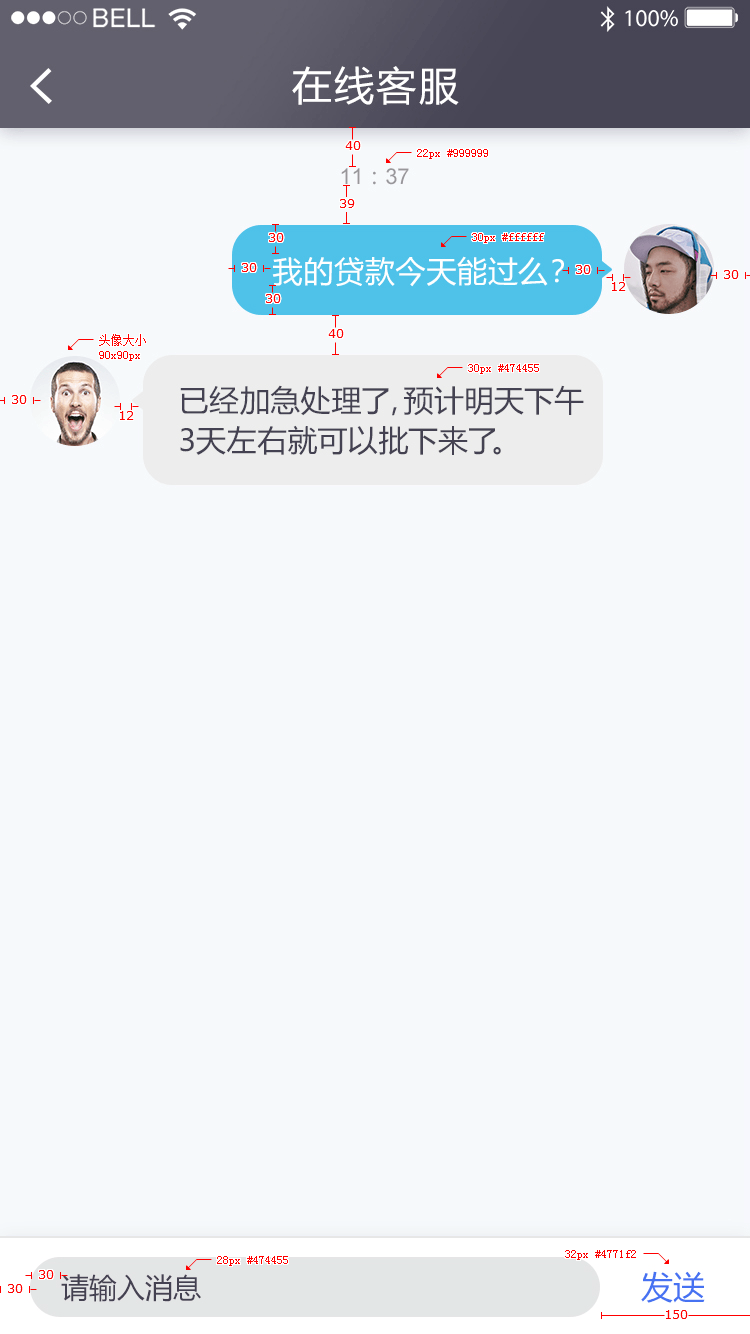 BELL 100%
在线客服
40
22px #999999
11 : 37
39
30 30px #ffffff
30 我的贷款今天能过么? 30 12 30
30
40
头像大小
90x90px
30px #474455
30 12
已经加急处理了,预计明天下午
3天左右就可以批下来了。
28px #474455 32px #4771f2
30
30 请输入消息 发送
150